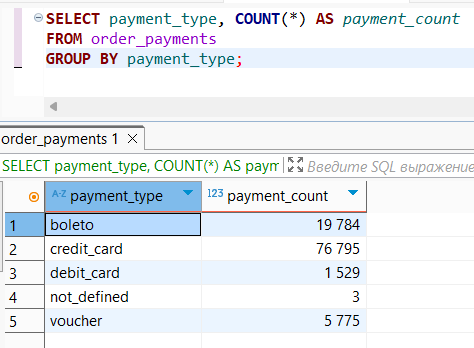 SELECT payment_type, COUNT(*) AS payment_count
FROM order_payments
GROUP BY payment_type;
order_payments 1
SELECT payment_type, COUNT(*) AS paym
Введите SQL выражение
A-Z payment_type 123 payment_count
1 boleto 19 784
2 credit_card 76 795
3 debit_card 1 529
4 not_defined 3
5 voucher 5 775